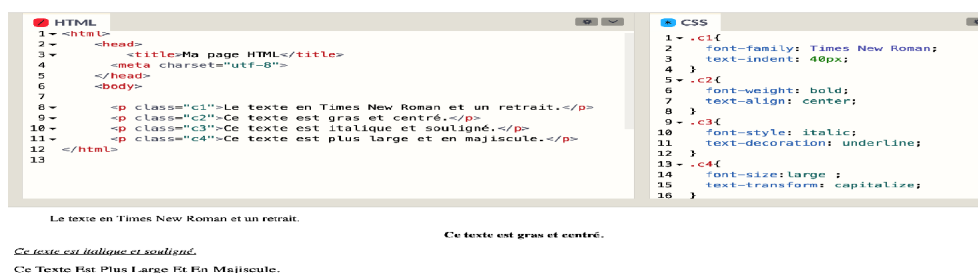 HTML
1 <html>
2 <head>
3 <title>Ma page HTML</title>
4 <meta charset="utf-8">
5 </head>
6 <body>
7
8 <p class="c1">Le texte en Times New Roman et un retrait.</p>
9 <p class="c2">Ce texte est gras et centré.</p>
10 <p class="c3">Ce texte est italique et souligné.</p>
11 <p class="c4">Ce texte est plus large et en majiscule.</p>
12 </html>
13
CSS
1 .c1{
2 font-family: Times New Roman;
3 text-indent: 40px;
4 }
5 .c2{
6 font-weight: bold;
7 text-align: center;
8 }
9 .c3{
10 font-style: italic;
11 text-decoration: underline;
12 }
13 .c4{
14 font-size:large ;
15 text-transform: capitalize;
16 }
Le texte en Times New Roman et un retrait.
Ce texte est gras et centré.
Ce texte est italique et souligné.
Ce Texte Est Plus Large Et En Majiscule.